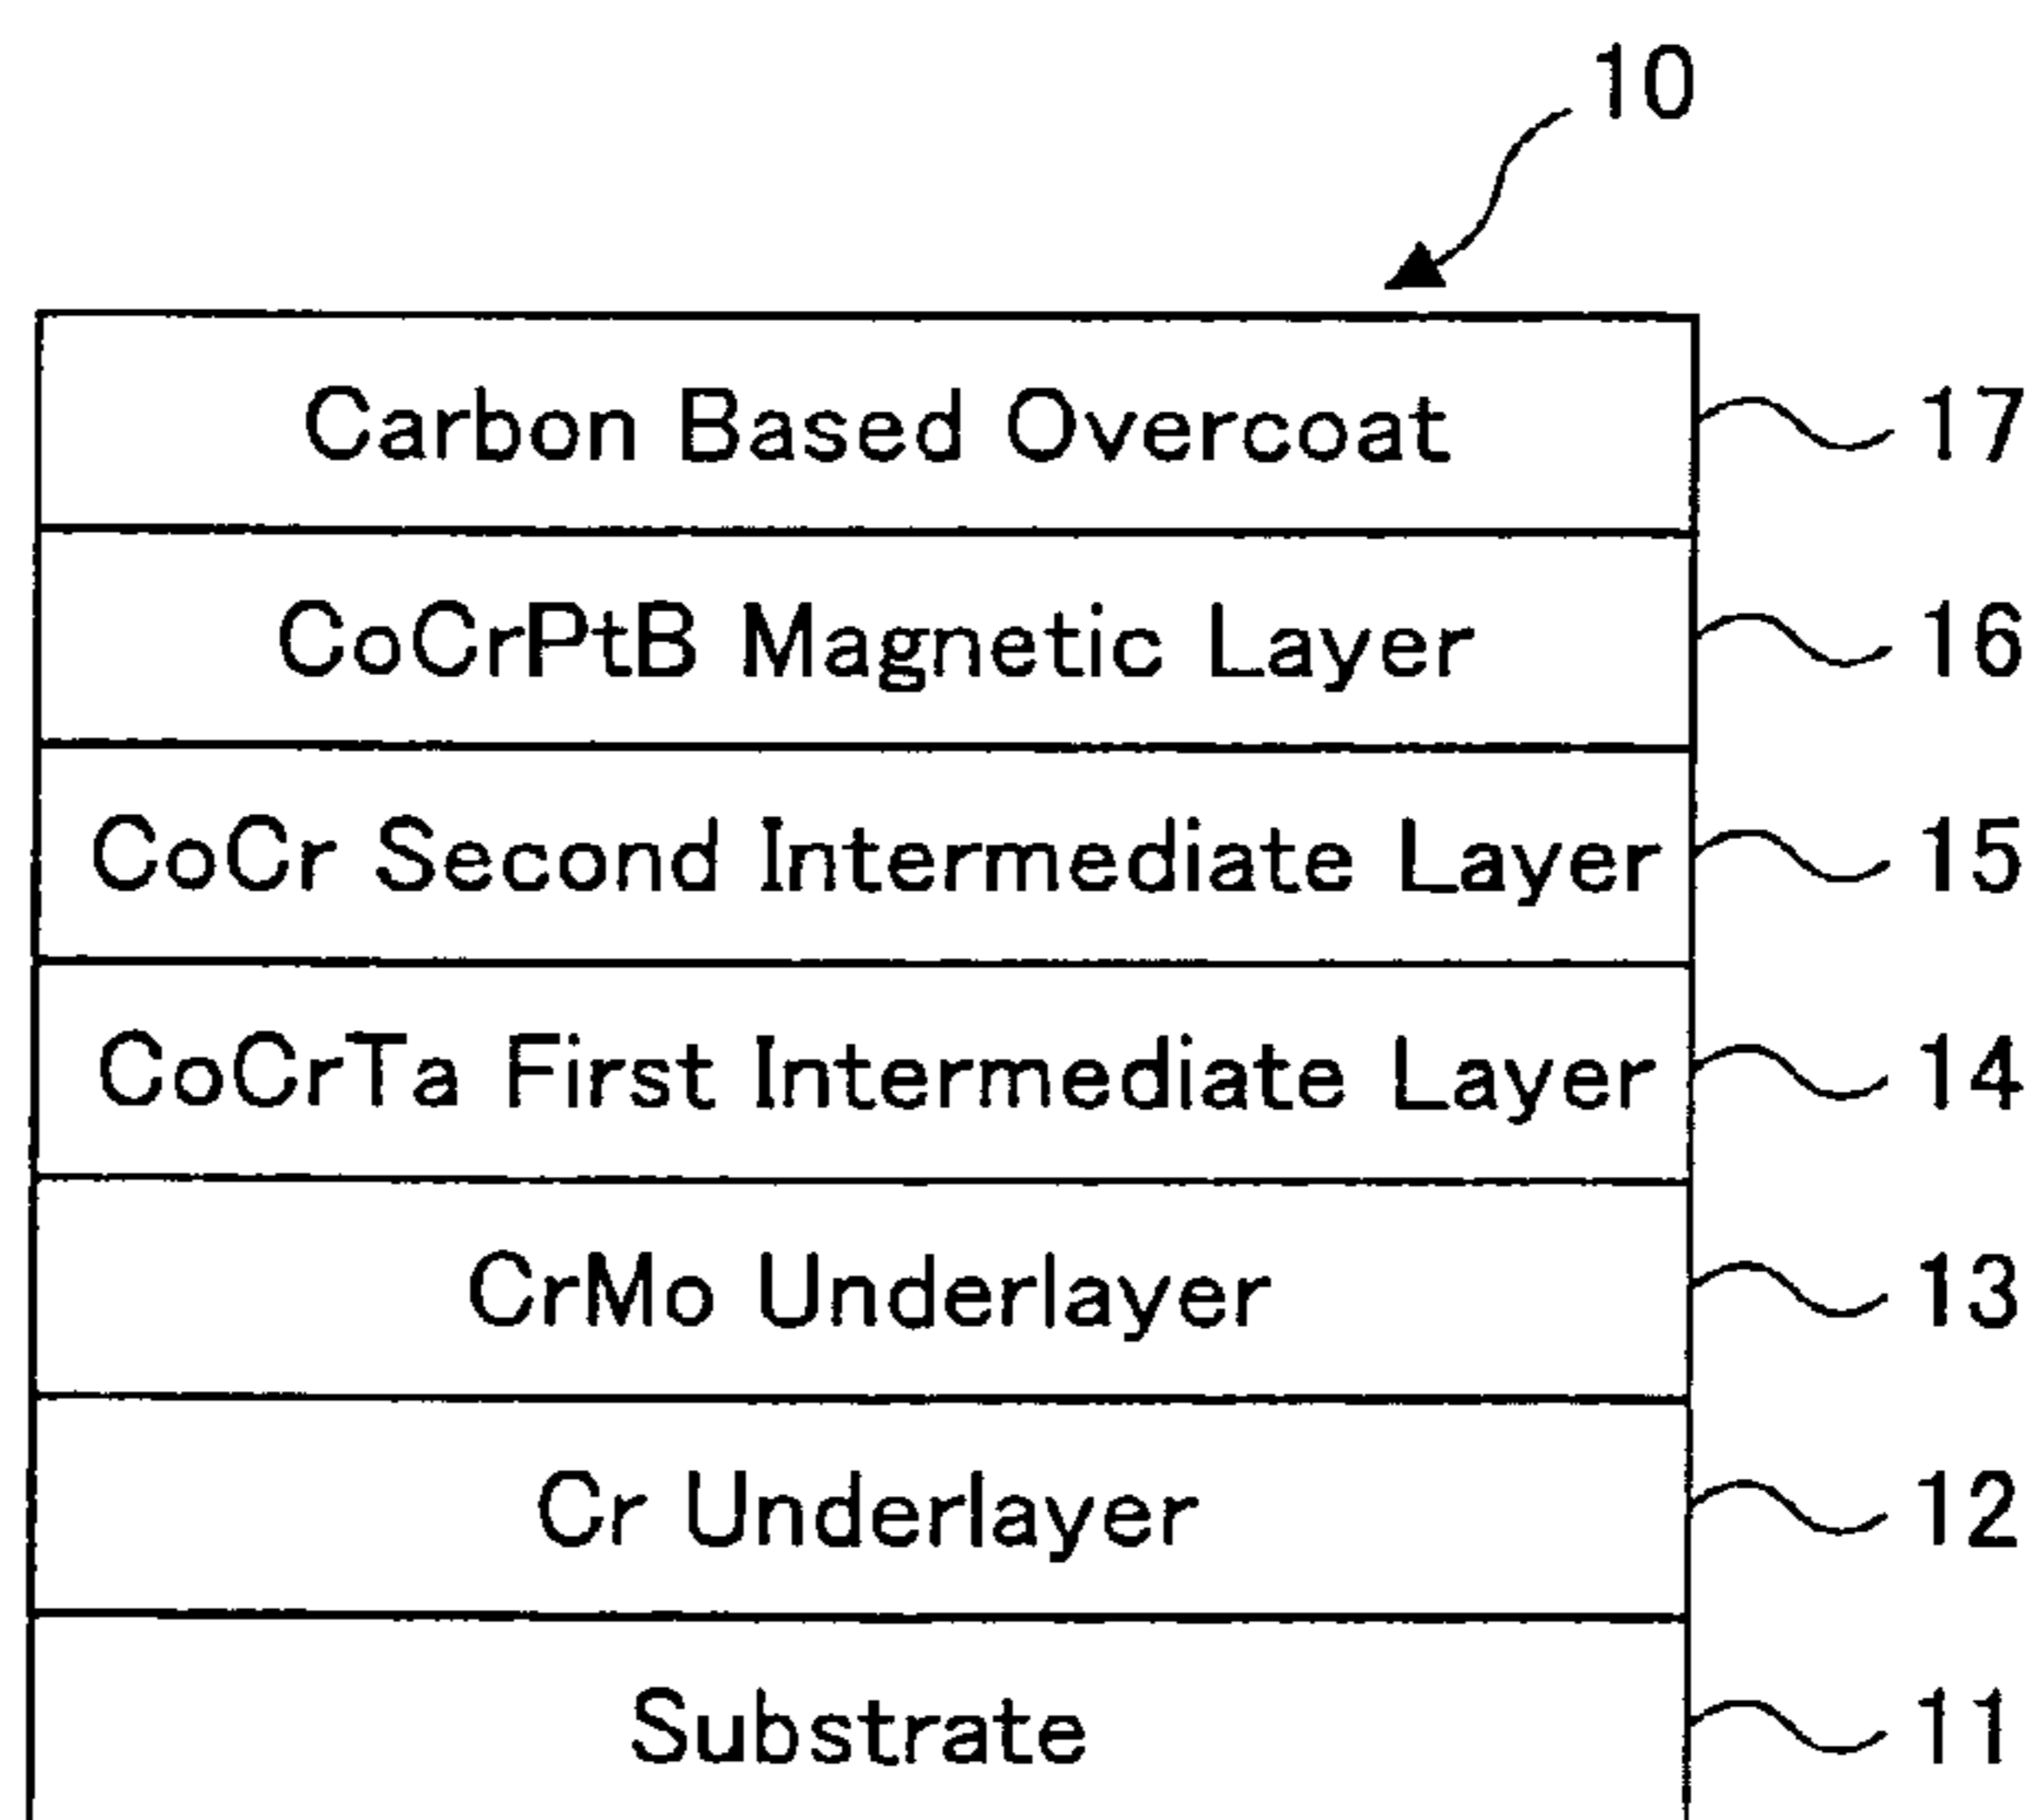 10
Carbon Based Overcoat 17
CoCrPtB Magnetic Layer 16
CoCr Second Intermediate Layer 15
CoCrTa First Intermediate Layer 14
CrMo Underlayer 13
Cr Underlayer 12
Substrate 11